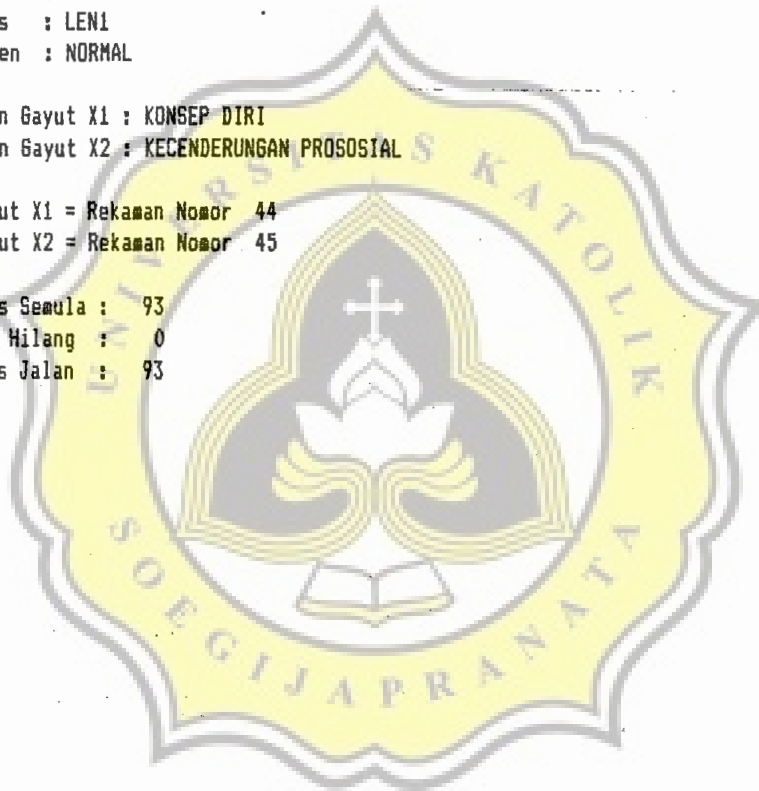 s : LEN1
en : NORMAL
n Gayut X1 : KONSEP DIRI
n Gayut X2 : KECENDERUNGAN PROSOSIAL
ut X1 = Rekaman Nomor 44
ut X2 = Rekaman Nomor 45
s Semula : 93
Hilang : 0
s Jalan : 93
UNIVERSITAS KATOLIK
SOEGIJAPRANATA